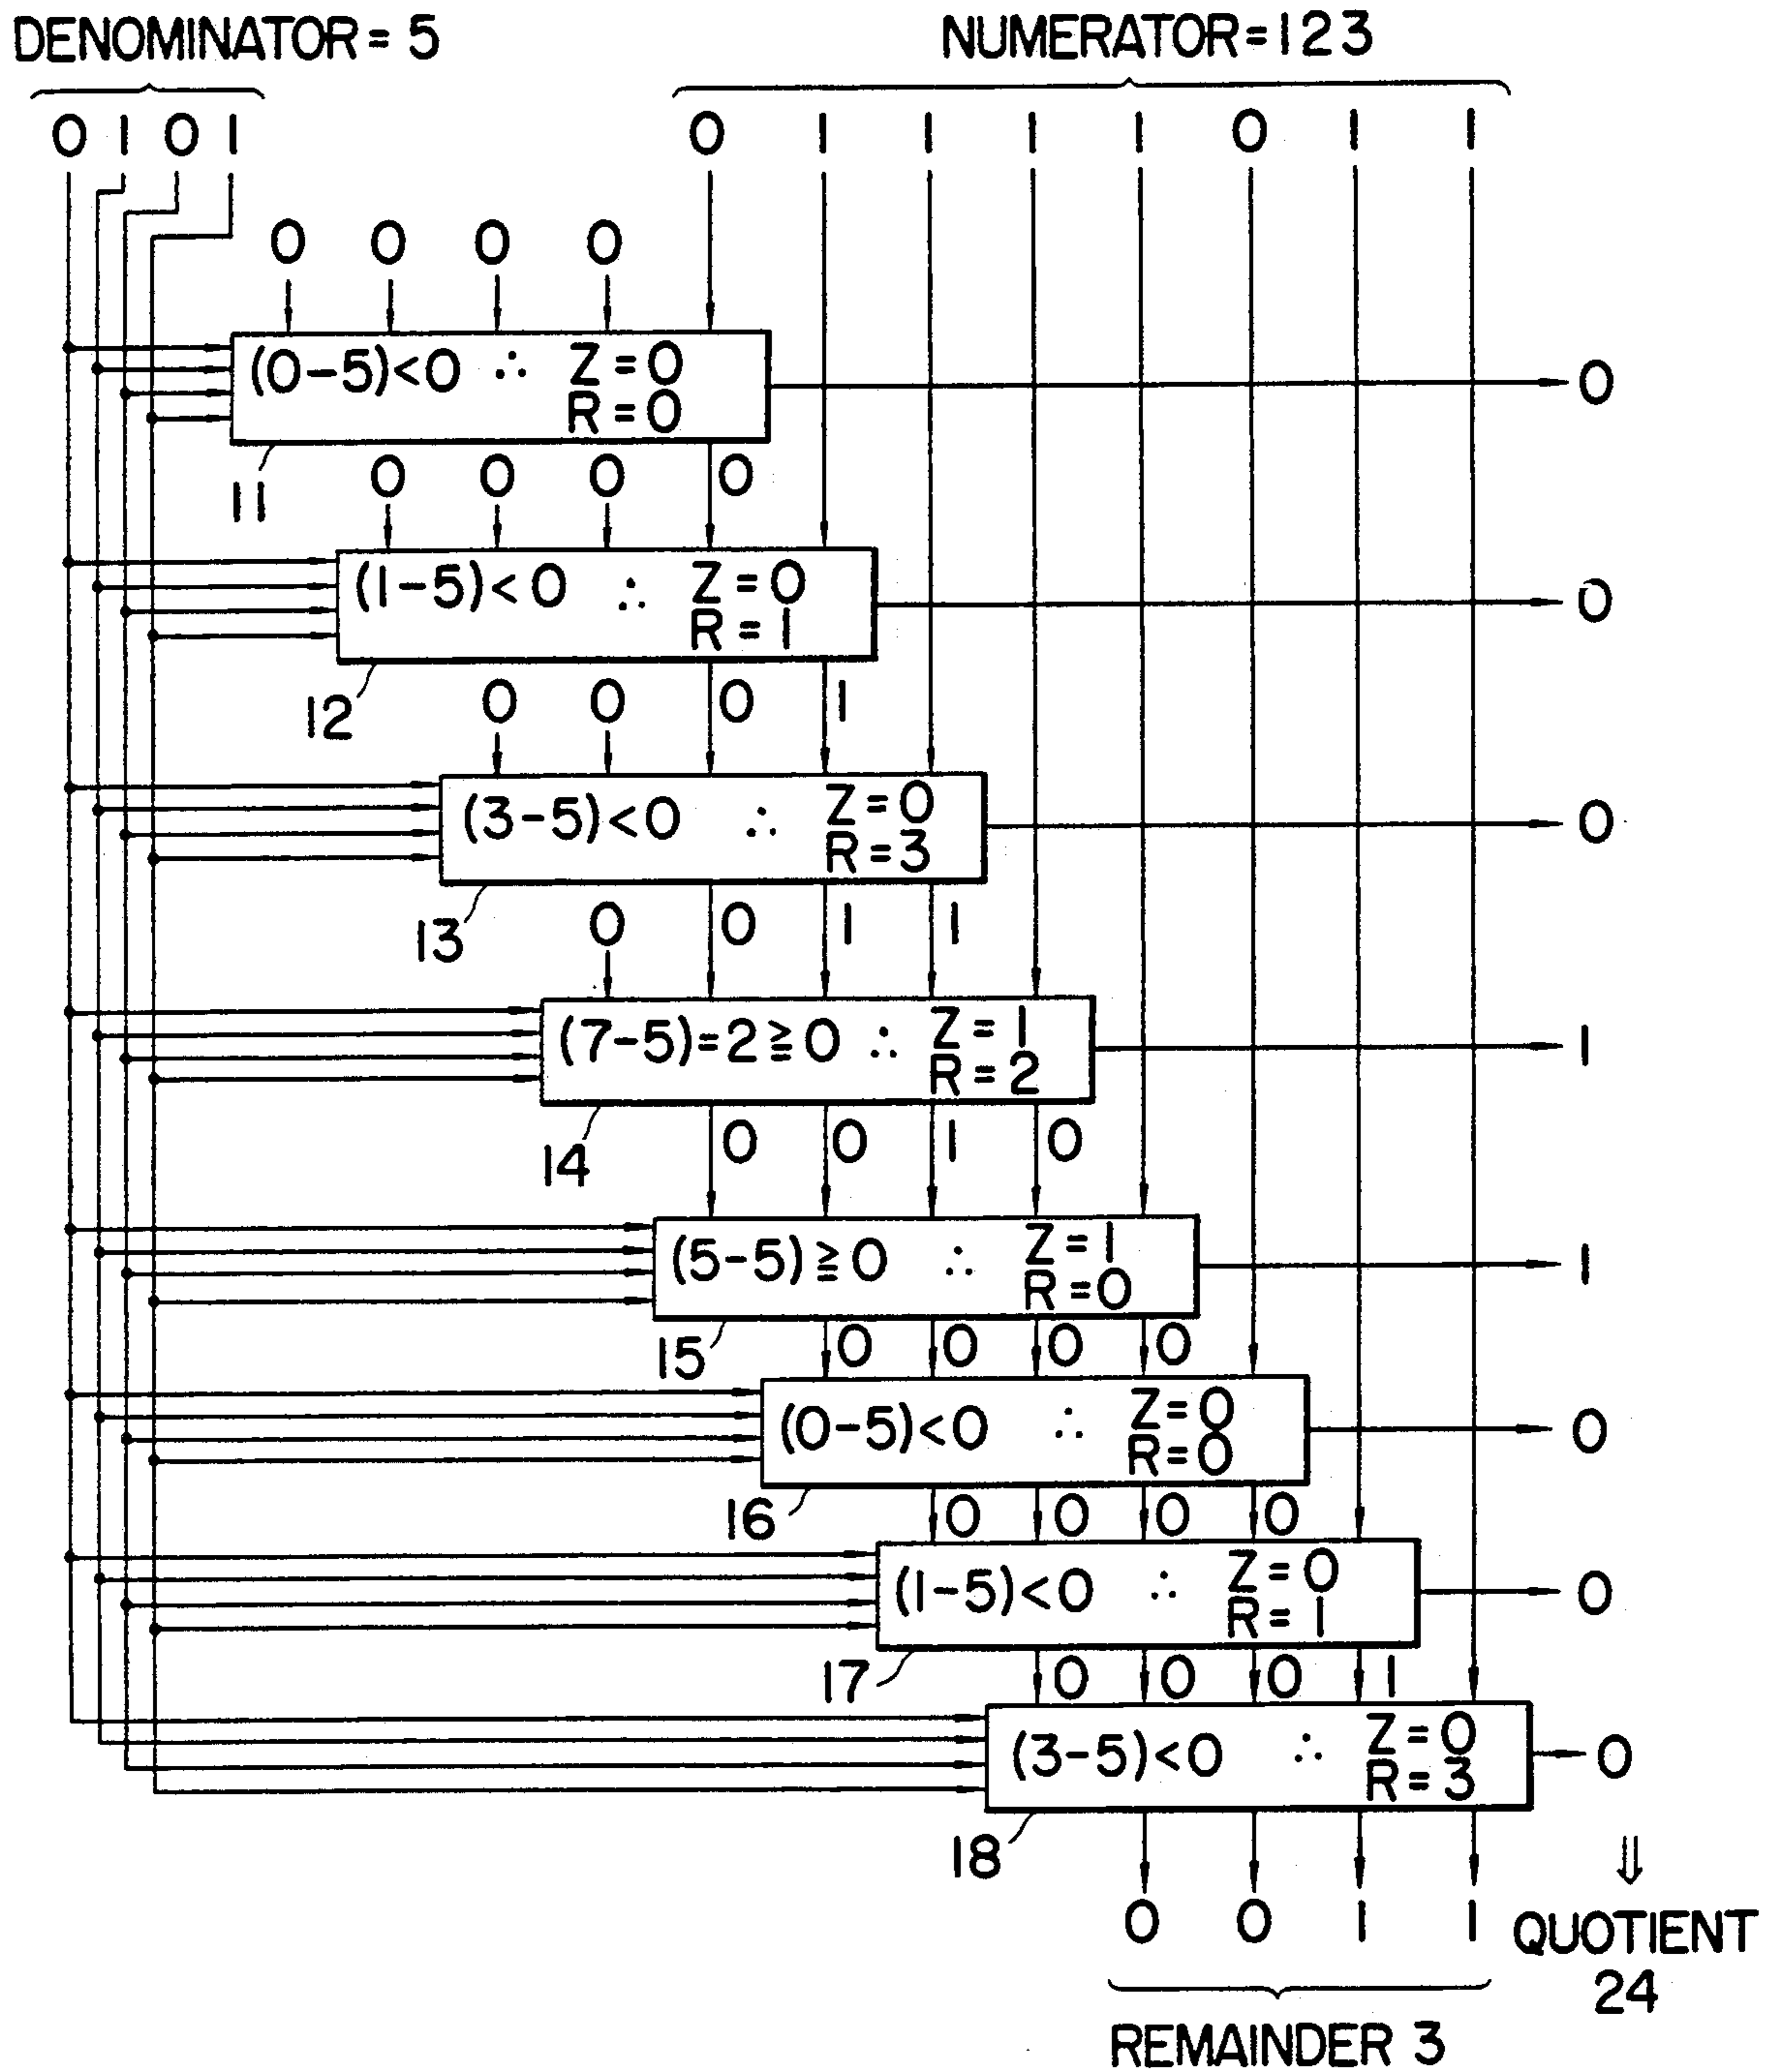 DENOMINATOR = 5 NUMERATOR=123
0 1 0 1 0 1 1 1 1 0 1 1
0 0 0 0
(0-5)<0 ∴ Z=0
R=0
0
11
0 0 0 0
(1-5)<0 ∴ Z=0
R=1
0
12
0 0 0 1
(3-5)<0 ∴ Z=0
R=3
0
13
0 0 1 1
(7-5)=2≧0 ∴ Z=1
R=2
1
14
0 0 1 0
(5-5)≧0 ∴ Z=1
R=0
1
15
0 0 0 0
(0-5)<0 ∴ Z=0
R=0
0
16
0 0 0 0
(1-5)<0 ∴ Z=0
R=1
0
17
0 0 0 1
(3-5)<0 ∴ Z=0
R=3
0
18
⇓
0 0 1 1 QUOTIENT
24
REMAINDER 3